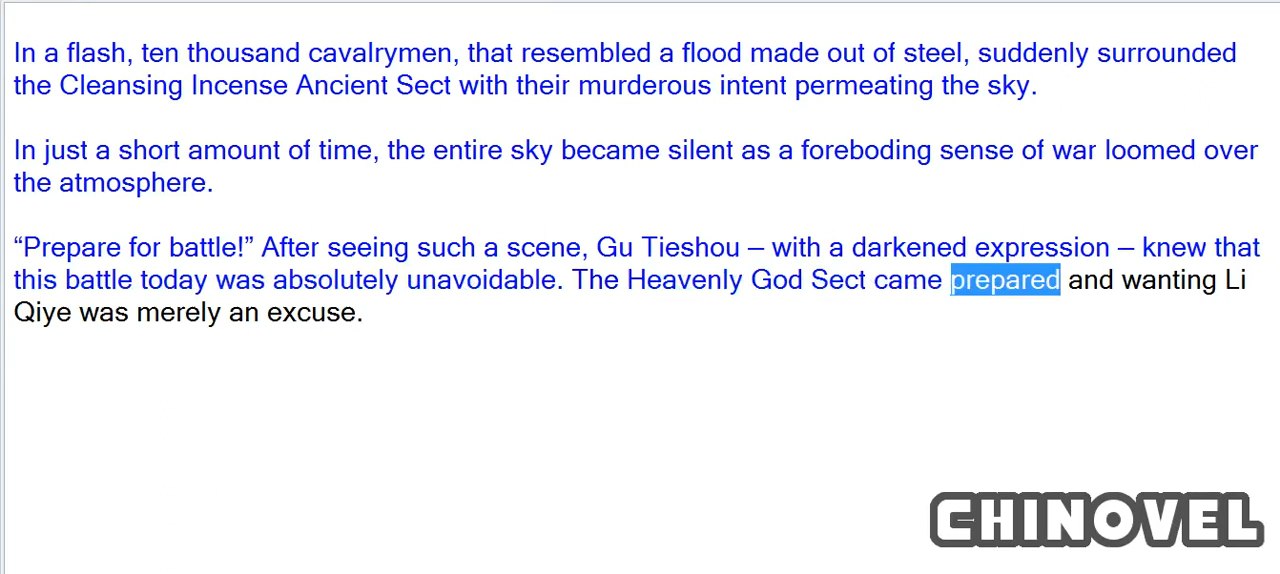 In a flash, ten thousand cavalrymen, that resembled a flood made out of steel, suddenly surrounded
the Cleansing Incense Ancient Sect with their murderous intent permeating the sky.
In just a short amount of time, the entire sky became silent as a foreboding sense of war loomed over
the atmosphere.
“Prepare for battle!” After seeing such a scene, Gu Tieshou – with a darkened expression – knew that
this battle today was absolutely unavoidable. The Heavenly God Sect came prepared and wanting Li
Qiye was merely an excuse.
CHINOVEL